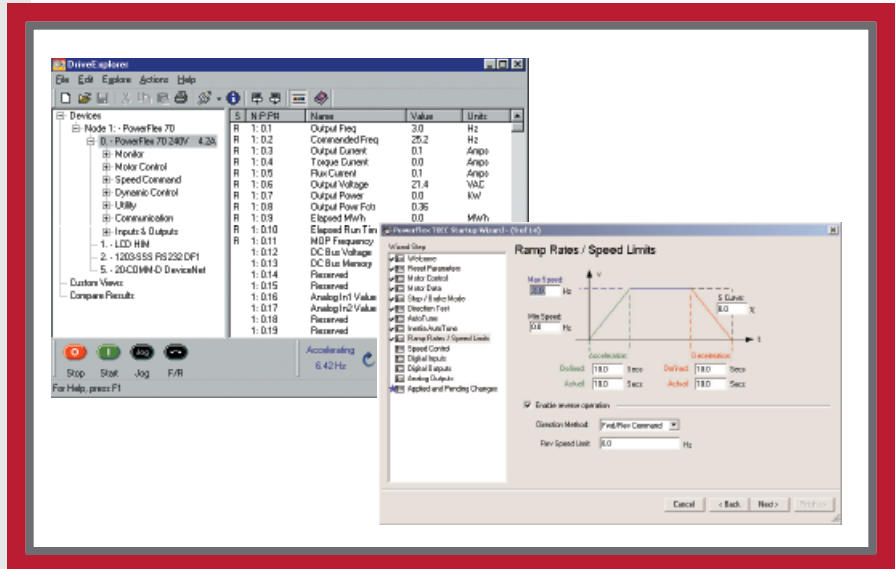 DriveExplorer
File Edit Explore Actions Help
Devices
Node 1: - PowerFlex 70
0. - PowerFlex 70 240V 4.2A
Monitor
Motor Control
Speed Command
Dynamic Control
Utility
Communication
Inputs & Outputs
1. - LCD HIM
2. - 1203-SSS RS232 DF1
5. - 20-COMM-D DeviceNet
Custom Views
Compare Results
S N:P.P# Name Value Units
R 1: 0.1 Output Freq 3.0 Hz
R 1: 0.2 Commanded Freq 25.2 Hz
R 1: 0.3 Output Current 0.1 Amps
R 1: 0.4 Torque Current 0.0 Amps
R 1: 0.5 Flux Current 0.1 Amps
R 1: 0.6 Output Voltage 21.4 VAC
R 1: 0.7 Output Power 0.0 KW
R 1: 0.8 Output Powr Fctr 0.36
R 1: 0.9 Elapsed MWh 0.0 MWh
R 1: 0.10 Elapsed Run Tim
R 1: 0.11 MOP Frequency
1: 0.12 DC Bus Voltage
1: 0.13 DC Bus Memory
1: 0.14 Reserved
1: 0.15 Reserved
1: 0.16 Analog In1 Value
1: 0.17 Analog In2 Value
1: 0.18 Reserved
1: 0.19 Reserved
Jog
Stop Start Jog F/R
Accelerating
6.42 Hz
For Help, press F1
Startup Wizard - (9 of 14)
Wizard Step
Welcome
Reset Parameters
Motor Control
Motor Data
Stop / Brake Mode
Direction Test
AutoTune
Inertia AutoTune
Ramp Rates / Speed Limits
Speed Control
Digital Inputs
Digital Outputs
Analog Outputs
Applied and Pending Changes
Ramp Rates / Speed Limits
Max Speed:
Hz
V
S Curve:
0.0 %
Min Speed:
0.0 Hz
t
Acceleration Deceleration
Defined: 10.0 Secs Defined: 10.0 Secs
Actual: 10.0 Secs Actual: 10.0 Secs
Enable reverse operation
Direction Method: Fwd/Rev Command
Rev Speed Limit: 0.0 Hz
Cancel < Back Next >